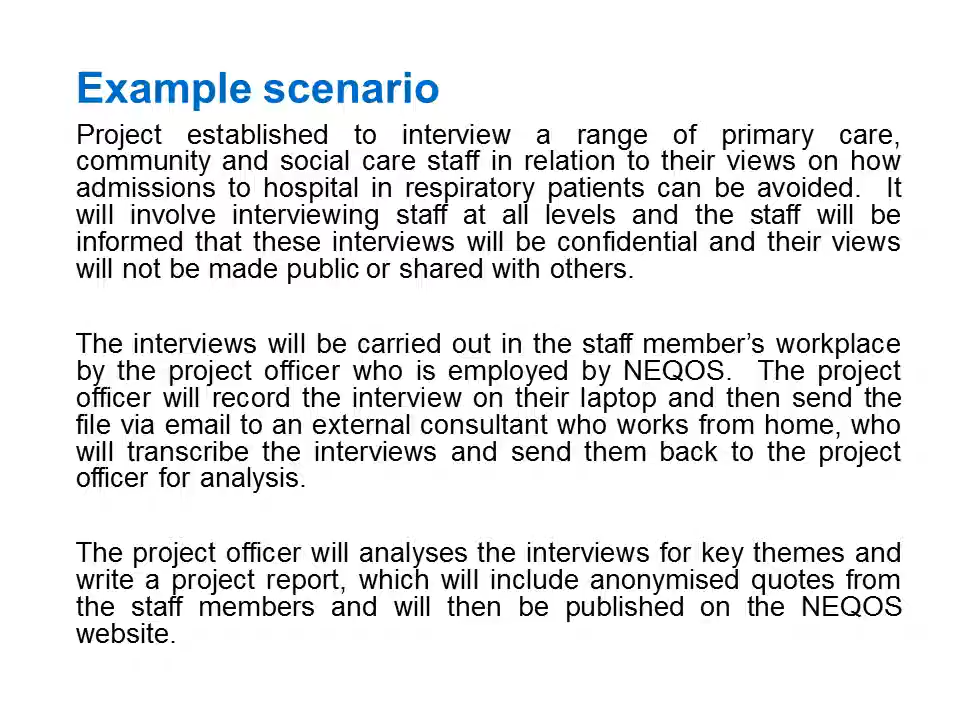 Example scenario
Project established to interview a range of primary care,
community and social care staff in relation to their views on how
admissions to hospital in respiratory patients can be avoided.  It
will involve interviewing staff at all levels and the staff will be
informed that these interviews will be confidential and their views
will not be made public or shared with others.
The interviews will be carried out in the staff member’s workplace
by the project officer who is employed by NEQOS.  The project
officer will record the interview on their laptop and then send the
file via email to an external consultant who works from home, who
will transcribe the interviews and send them back to the project
officer for analysis.
The project officer will analyses the interviews for key themes and
write a project report, which will include anonymised quotes from
the staff members and will then be published on the NEQOS
website.